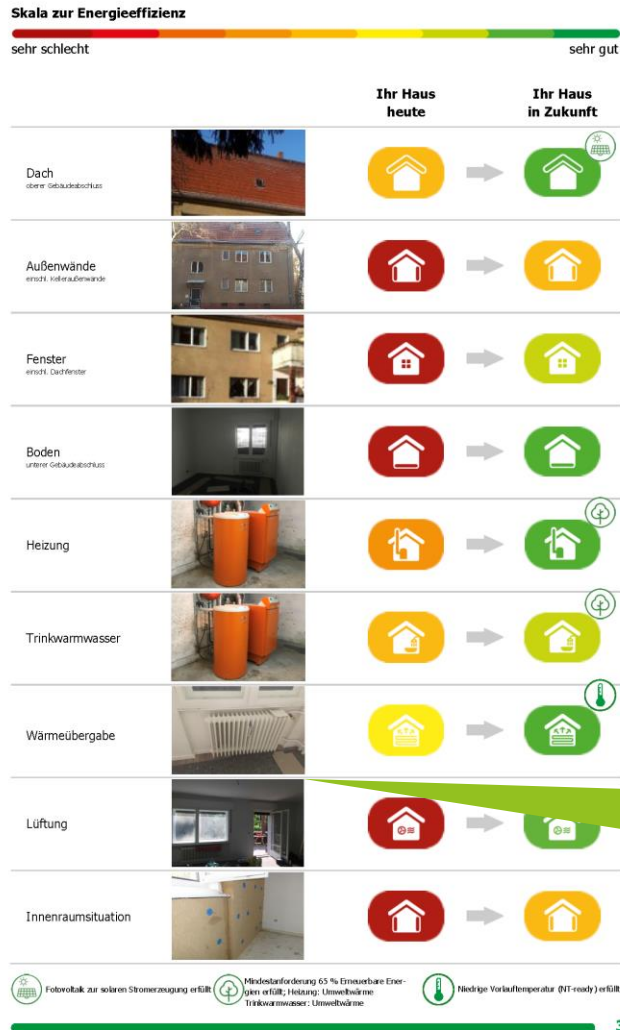 Skala zur Energieeffizienz
sehr schlecht
sehr gut
Ihr Haus
heute
Ihr Haus
in Zukunft
Dach
oberer Gebäudeabschluss
Außenwände
einschl. Kelleraußenwände
Fenster
einschl. Dachfenster
Boden
unterer Gebäudeabschluss
Heizung
Trinkwarmwasser
Wärmeübergabe
Lüftung
Innenraumsituation
Fotovoltaik zur solaren Stromerzeugung erfüllt
Mindestanforderung 65 % Erneuerbare Ener-
gien erfüllt; Heizung: Umweltwärme
Trinkwarmwasser: Umweltwärme
Niedrige Vorlauftemperatur (NT-ready) erfüllt